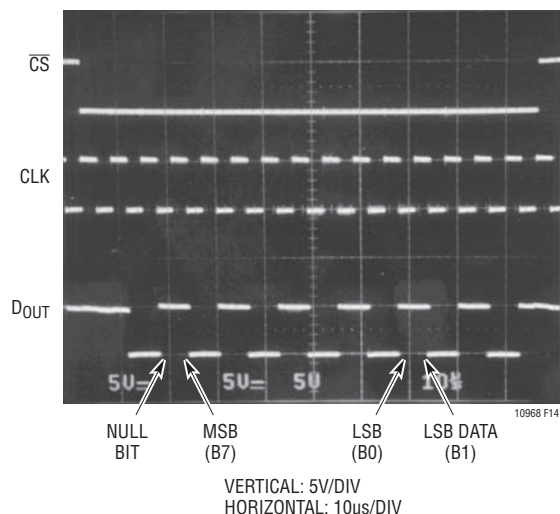 CS
CLK
DOUT
5V 5V 5V
10968 F14
NULL BIT
MSB (B7)
LSB (B0)
LSB DATA (B1)
VERTICAL: 5V/DIV
HORIZONTAL: 10µs/DIV